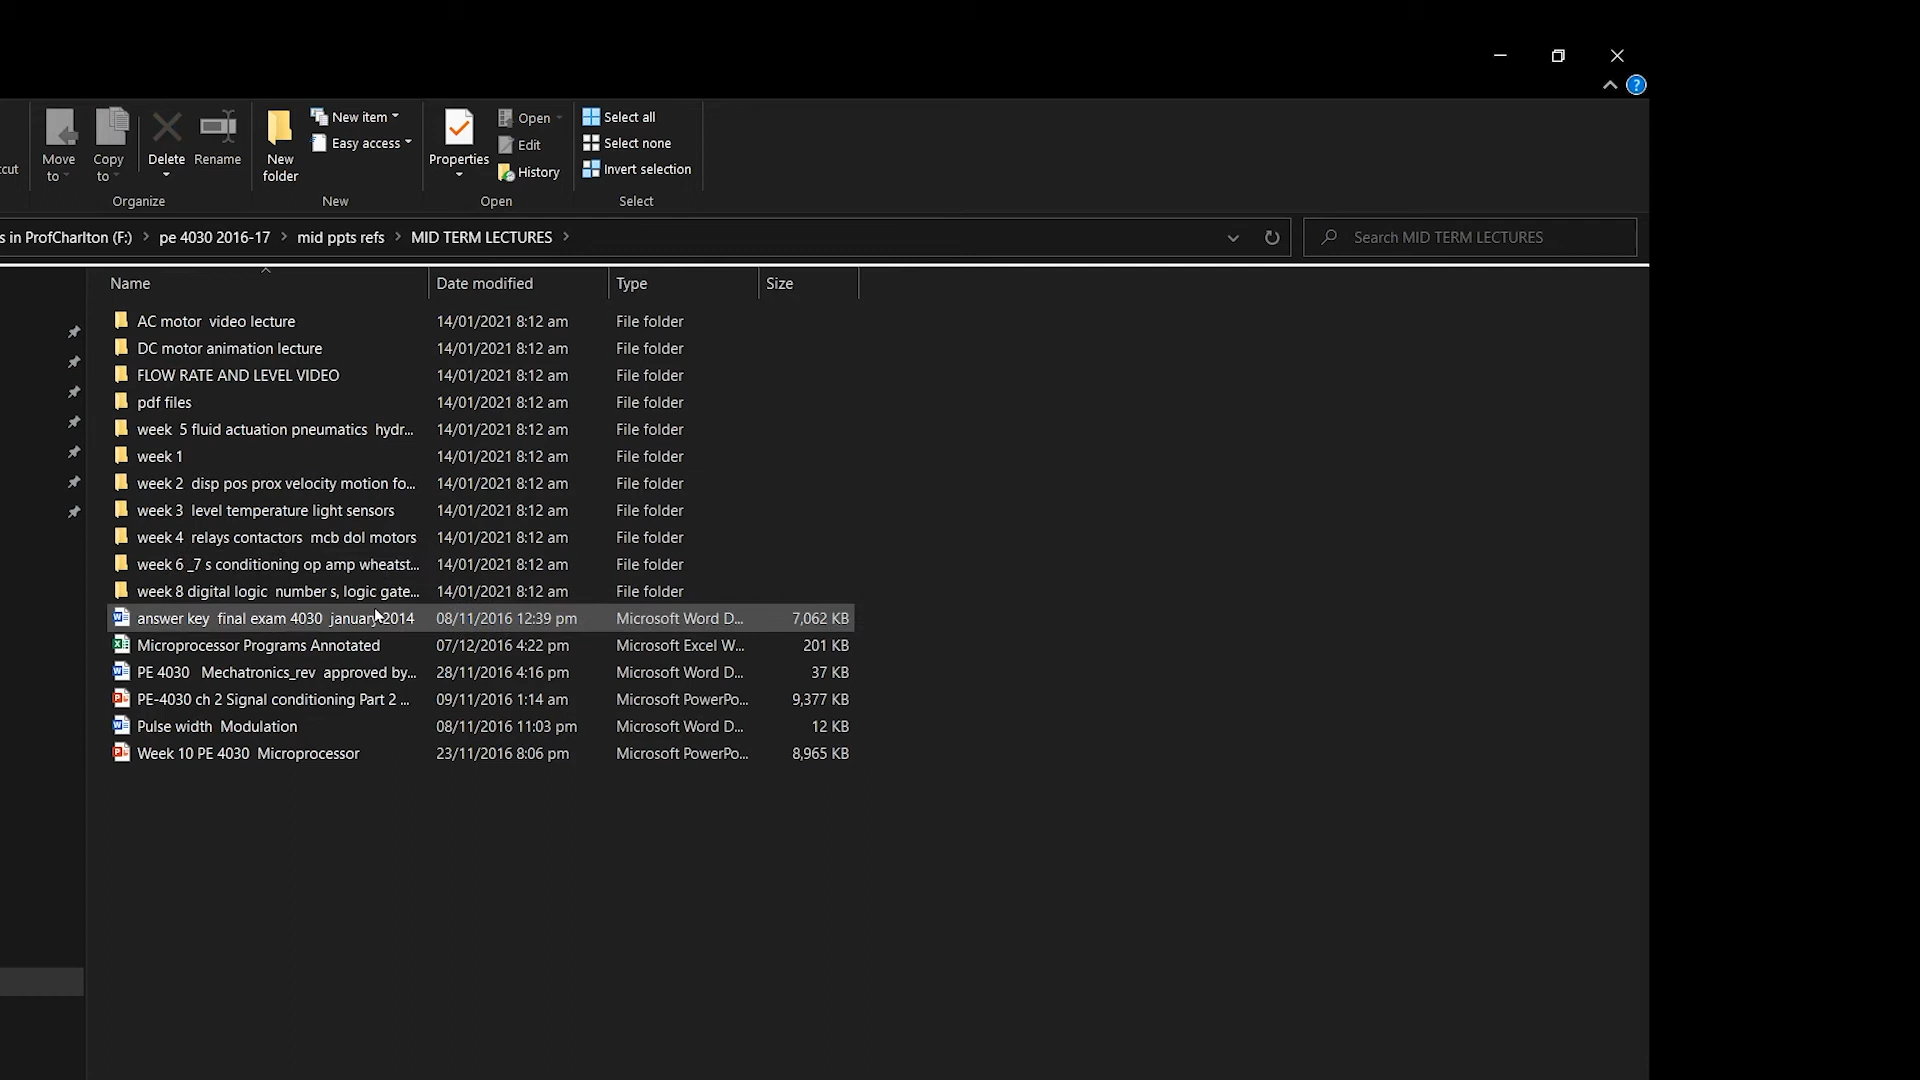 cut
Move to
Copy to
Delete
Rename
Organize
New folder
New item
Easy access
New
Properties
Open
Edit
History
Open
Select all
Select none
Invert selection
Select
s in ProfCharlton (F:) > pe 4030 2016-17 > mid ppts refs > MID TERM LECTURES >
Search MID TERM LECTURES
Name Date modified Type Size
AC motor video lecture 14/01/2021 8:12 am File folder
DC motor animation lecture 14/01/2021 8:12 am File folder
FLOW RATE AND LEVEL VIDEO 14/01/2021 8:12 am File folder
pdf files 14/01/2021 8:12 am File folder
week 5 fluid actuation pneumatics hydr... 14/01/2021 8:12 am File folder
week 1 14/01/2021 8:12 am File folder
week 2 disp pos prox velocity motion fo... 14/01/2021 8:12 am File folder
week 3 level temperature light sensors 14/01/2021 8:12 am File folder
week 4 relays contactors mcb dol motors 14/01/2021 8:12 am File folder
week 6 _7 s conditioning op amp wheatst... 14/01/2021 8:12 am File folder
week 8 digital logic number s, logic gate... 14/01/2021 8:12 am File folder
answer key final exam 4030 january 2014 08/11/2016 12:39 pm Microsoft Word D... 7,062 KB
Microprocessor Programs Annotated 07/12/2016 4:22 pm Microsoft Excel W... 201 KB
PE 4030 Mechatronics_rev approved by... 28/11/2016 4:16 pm Microsoft Word D... 37 KB
PE-4030 ch 2 Signal conditioning Part 2 ... 09/11/2016 1:14 am Microsoft PowerPo... 9,377 KB
Pulse width Modulation 08/11/2016 11:03 pm Microsoft Word D... 12 KB
Week 10 PE 4030 Microprocessor 23/11/2016 8:06 pm Microsoft PowerPo... 8,965 KB